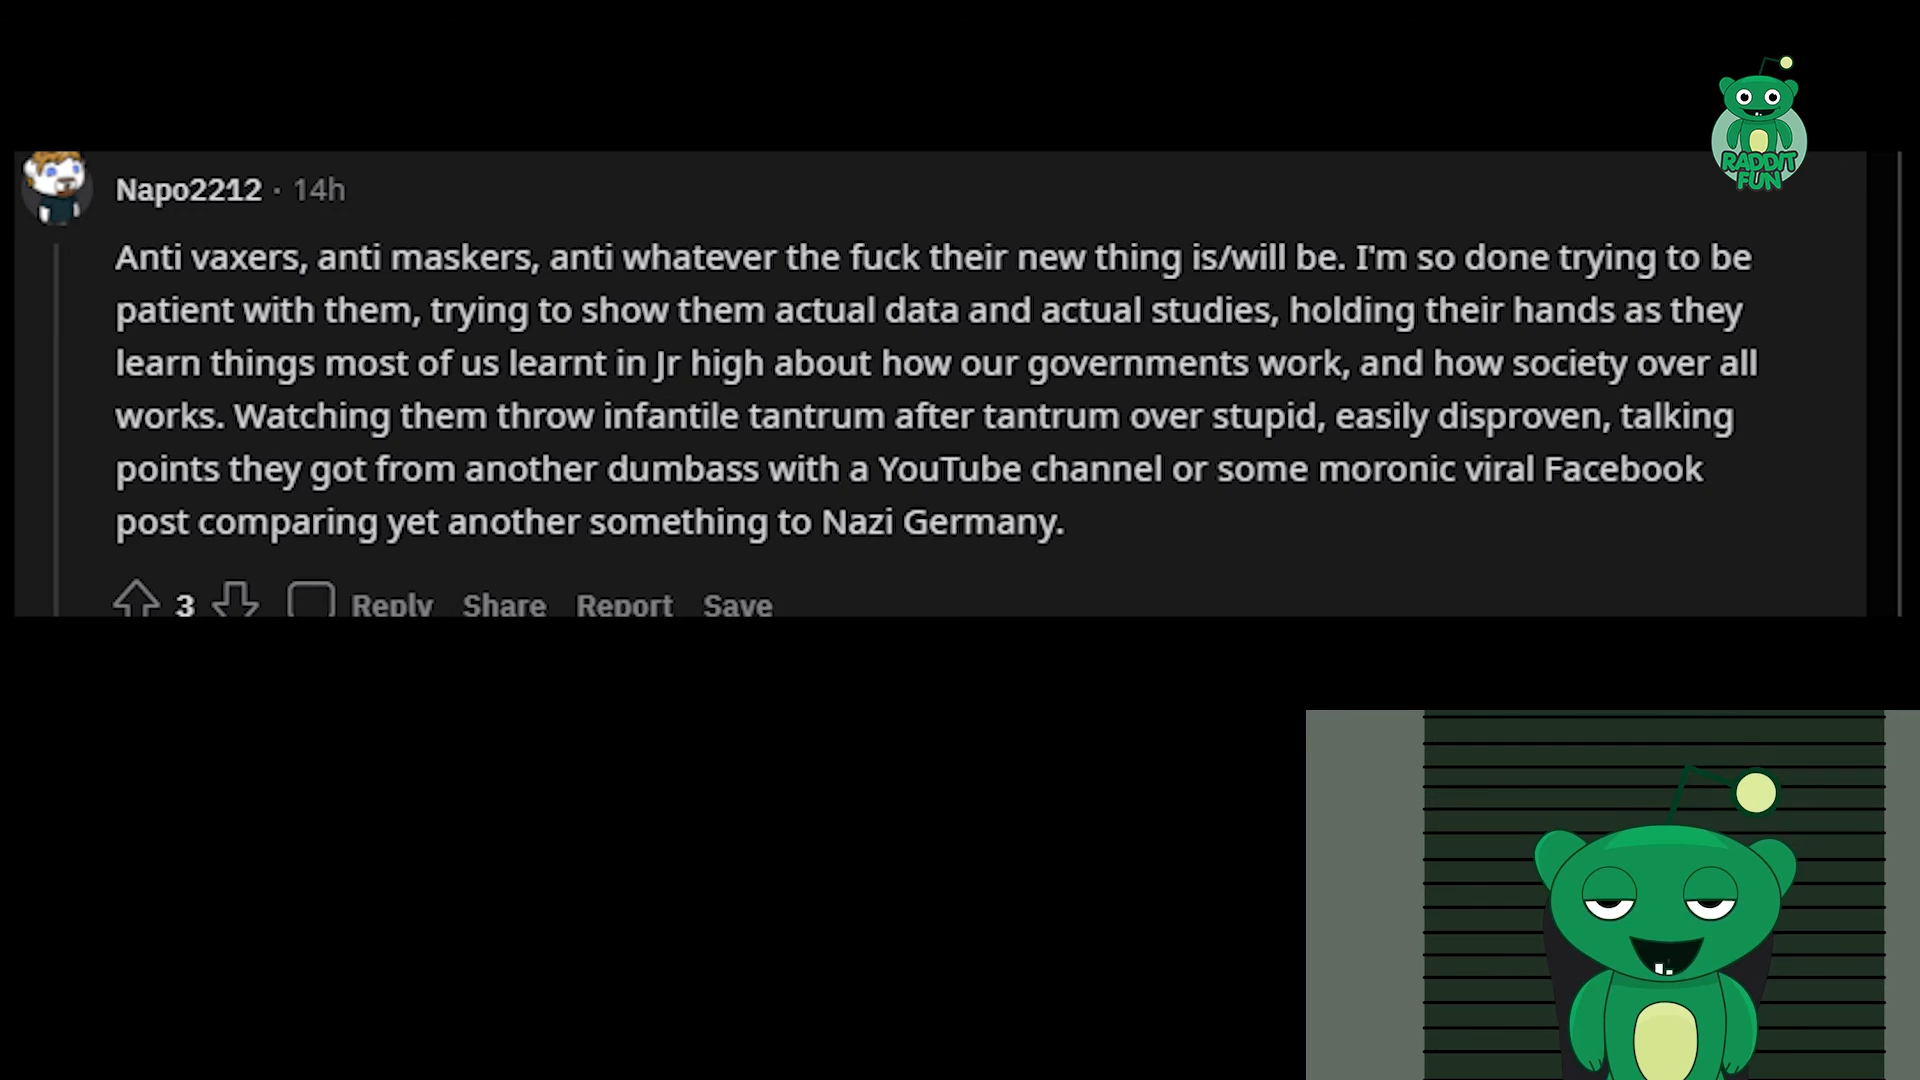 RADDIT
FUN
Napo2212 · 14h
Anti vaxers, anti maskers, anti whatever the fuck their new thing is/will be. I'm so done trying to be
patient with them, trying to show them actual data and actual studies, holding their hands as they
learn things most of us learnt in Jr high about how our governments work, and how society over all
works. Watching them throw infantile tantrum after tantrum over stupid, easily disproven, talking
points they got from another dumbass with a YouTube channel or some moronic viral Facebook
post comparing yet another something to Nazi Germany.
3 Reply Share Report Save